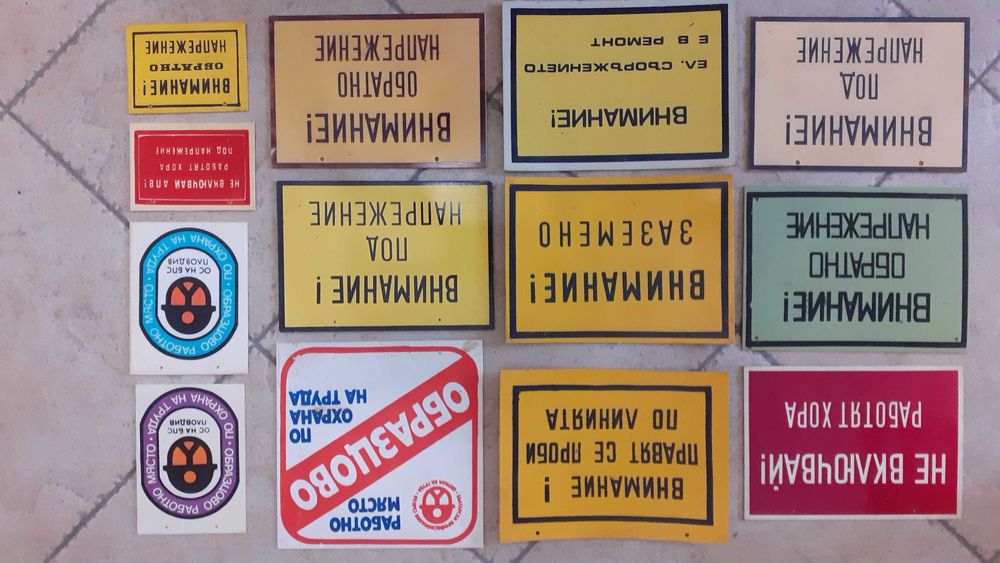 НЕ ВКЛЮЧВАЙ!
РАБОТЯТ ХОРА
ВНИМАНИЕ !
ПРАВЯТ СЕ ПРОБИ
ПО ЛИНИЯТА
РАБОТНО
МЯСТО
ОБРАЗЦОВО
ПО
ОХРАНА
НА ТРУДА
ОБРАЗЦОВО РАБОТНО МЯСТО • ПО ОХРАНА НА ТРУДА •
ОС НА БПС
ПЛОВДИВ
ВНИМАНИЕ!
ОБРАТНО
НАПРЕЖЕНИЕ
ВНИМАНИЕ!
ЗАЗЕМЕНО
ВНИМАНИЕ!
ПОД
НАПРЕЖЕНИЕ
ОБРАЗЦОВО РАБОТНО МЯСТО • ПО ОХРАНА НА ТРУДА •
ОС НА БПС
ПЛОВДИВ
ВНИМАНИЕ!
ПОД
НАПРЕЖЕНИЕ
ВНИМАНИЕ!
ЕЛ. СЪОРЪЖЕНИЕТО
Е В РЕМОНТ
ВНИМАНИЕ!
ОБРАТНО
НАПРЕЖЕНИЕ
НЕ ВКЛЮЧВАЙ АПВ!
РАБОТЯТ ХОРА
ПОД НАПРЕЖЕНИЕ
ВНИМАНИЕ!
ОБРАТНО
НАПРЕЖЕНИЕ